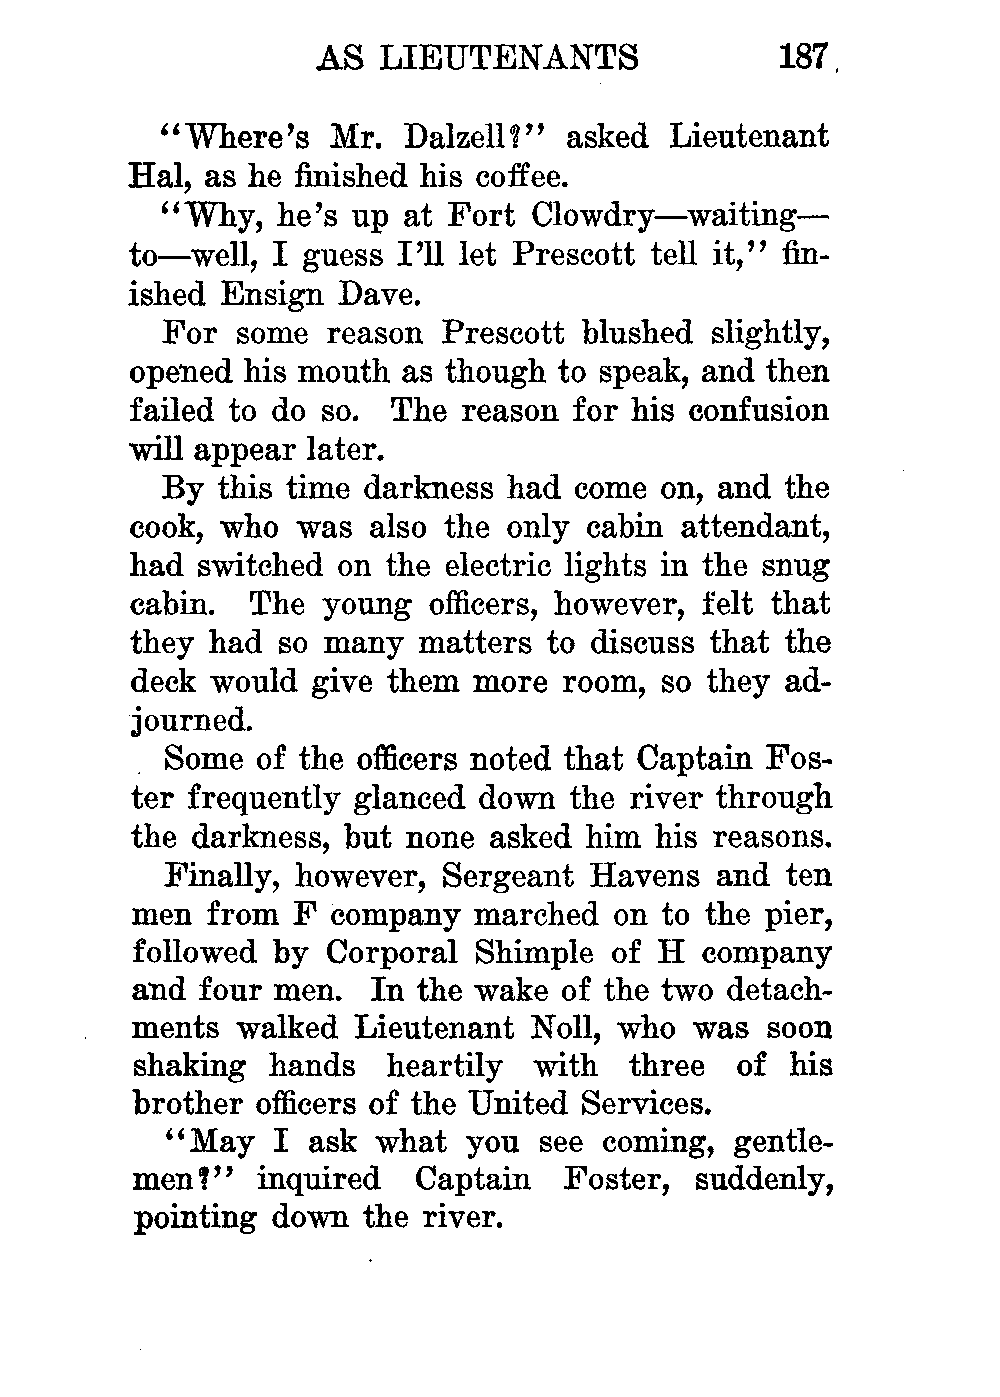 AS LIEUTENANTS 187
"Where's Mr. Dalzell?" asked Lieutenant
Hal, as he finished his coffee.
"Why, he's up at Fort Clowdry—waiting—
to—well, I guess I'll let Prescott tell it," fin-
ished Ensign Dave.
For some reason Prescott blushed slightly,
opened his mouth as though to speak, and then
failed to do so. The reason for his confusion
will appear later.
By this time darkness had come on, and the
cook, who was also the only cabin attendant,
had switched on the electric lights in the snug
cabin. The young officers, however, felt that
they had so many matters to discuss that the
deck would give them more room, so they ad-
journed.
Some of the officers noted that Captain Fos-
ter frequently glanced down the river through
the darkness, but none asked him his reasons.
Finally, however, Sergeant Havens and ten
men from F company marched on to the pier,
followed by Corporal Shimple of H company
and four men. In the wake of the two detach-
ments walked Lieutenant Noll, who was soon
shaking hands heartily with three of his
brother officers of the United Services.
"May I ask what you see coming, gentle-
men?" inquired Captain Foster, suddenly,
pointing down the river.